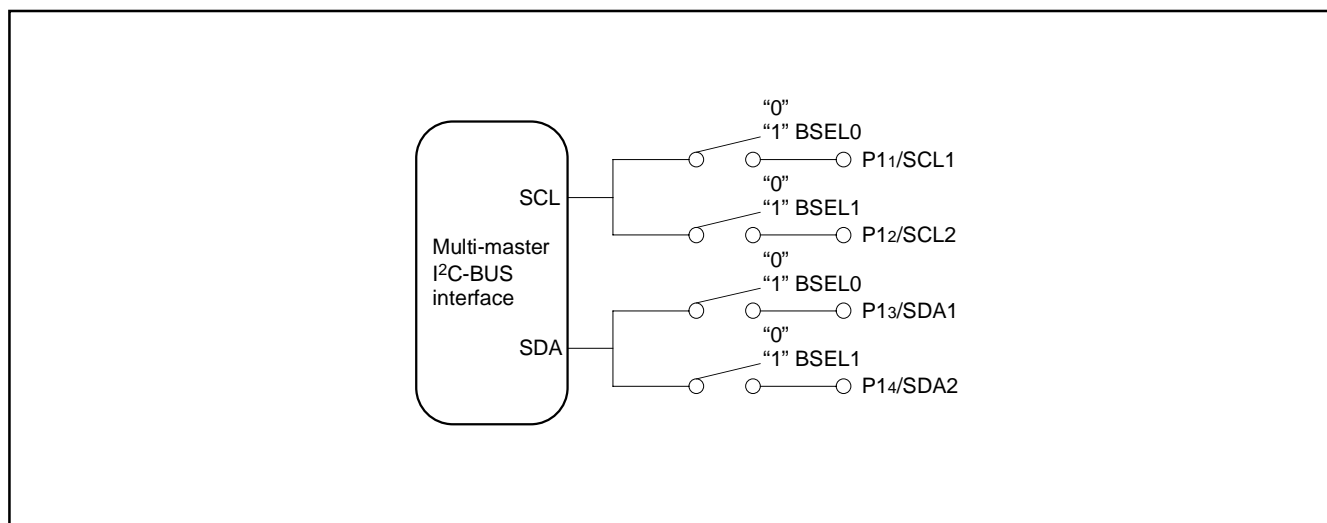 “0”
“1” BSEL0
P11/SCL1
“0”
SCL
“1” BSEL1
P12/SCL2
Multi-master
I2C-BUS
interface
“0”
“1” BSEL0
P13/SDA1
“0”
SDA
“1” BSEL1
P14/SDA2